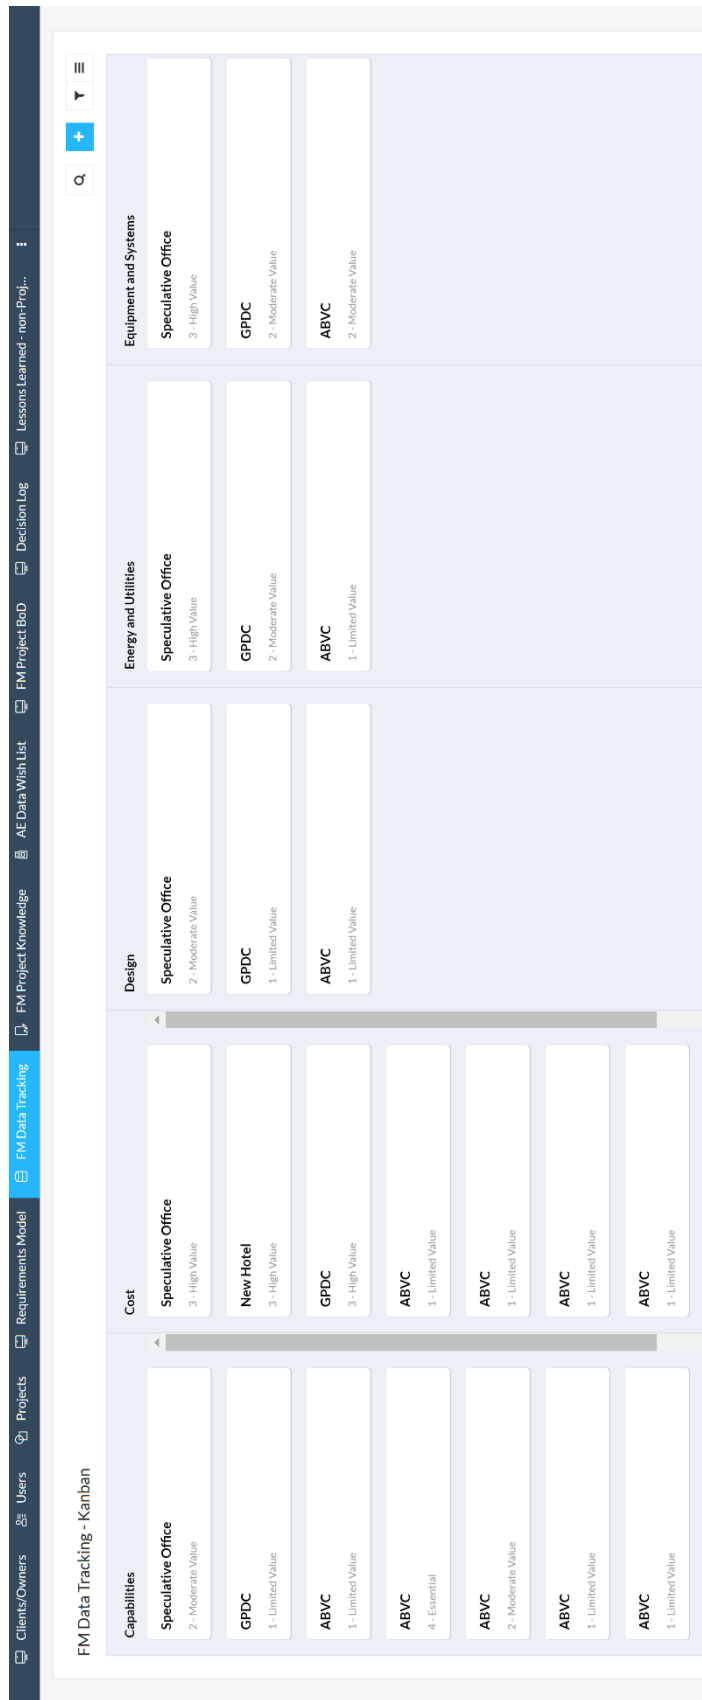 Clients/Owners
Users
Projects
Requirements Model
FM Data Tracking
FM Project Knowledge
AE Data Wish List
FM Project BoD
Decision Log
Lessons Learned - non-Proj...
FM Data Tracking - Kanban
Capabilities
Speculative Office
2 - Moderate Value
GPDC
1 - Limited Value
ABVC
1 - Limited Value
ABVC
4 - Essential
ABVC
2 - Moderate Value
ABVC
1 - Limited Value
ABVC
1 - Limited Value
Cost
Speculative Office
3 - High Value
New Hotel
3 - High Value
GPDC
3 - High Value
ABVC
1 - Limited Value
ABVC
1 - Limited Value
ABVC
1 - Limited Value
ABVC
1 - Limited Value
Design
Speculative Office
2 - Moderate Value
GPDC
1 - Limited Value
ABVC
1 - Limited Value
Energy and Utilities
Speculative Office
3 - High Value
GPDC
2 - Moderate Value
ABVC
1 - Limited Value
Equipment and Systems
Speculative Office
3 - High Value
GPDC
2 - Moderate Value
ABVC
2 - Moderate Value